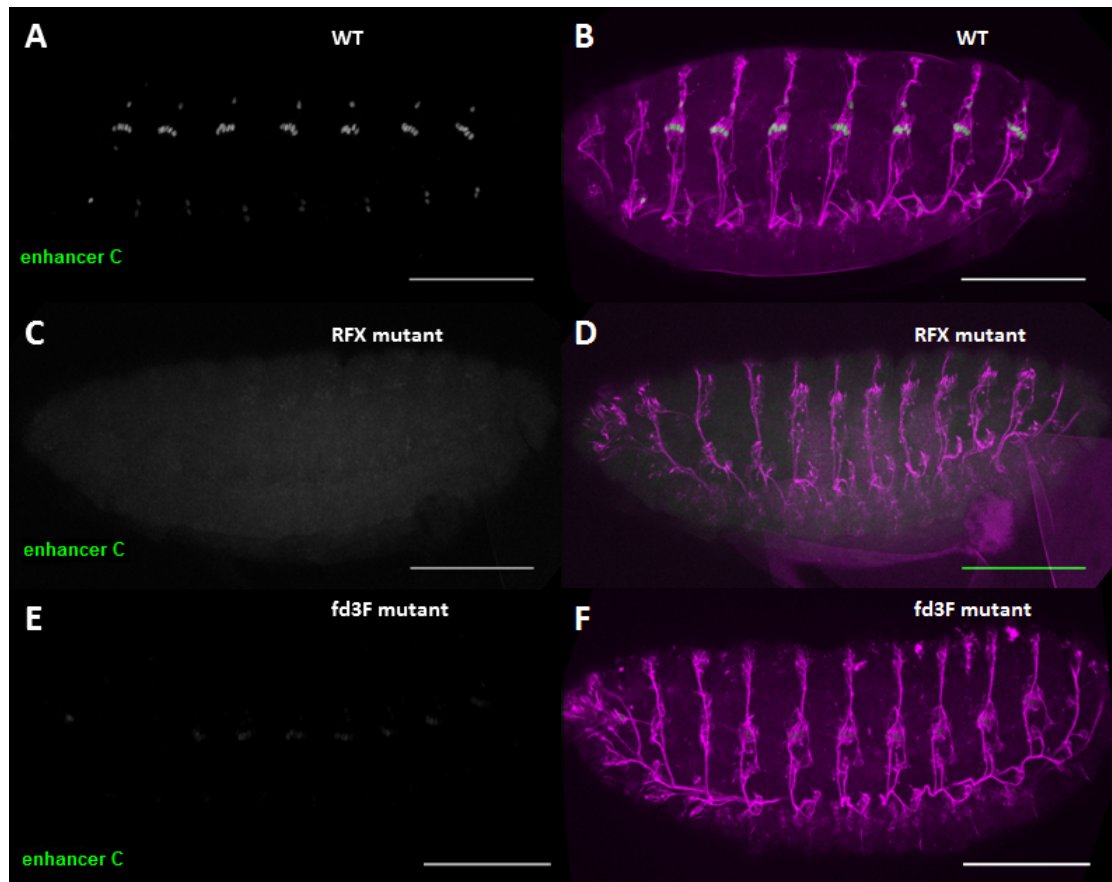 A
WT
enhancer C
B
WT
C
RFX mutant
enhancer C
D
RFX mutant
E
fd3F mutant
enhancer C
F
fd3F mutant